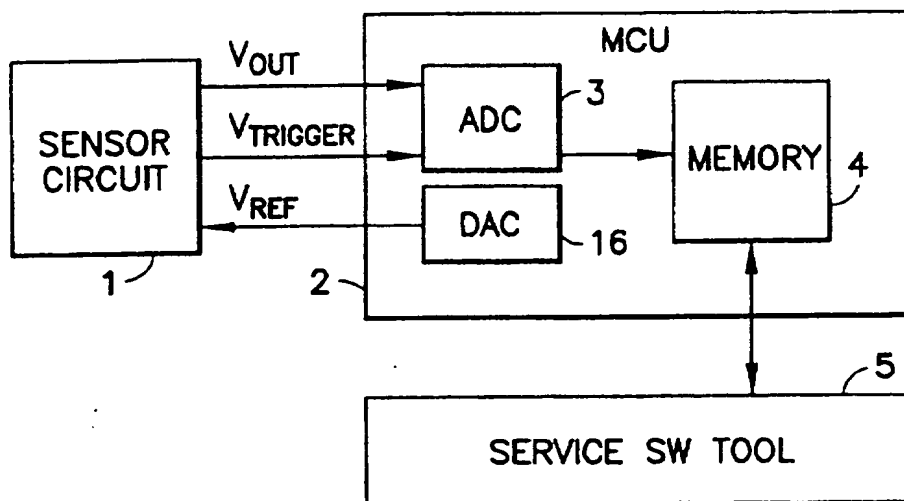 MCU
V_OUT
3
ADC
SENSOR
CIRCUIT
V_TRIGGER
MEMORY
4
V_REF
DAC
16
1
2
5
SERVICE SW TOOL